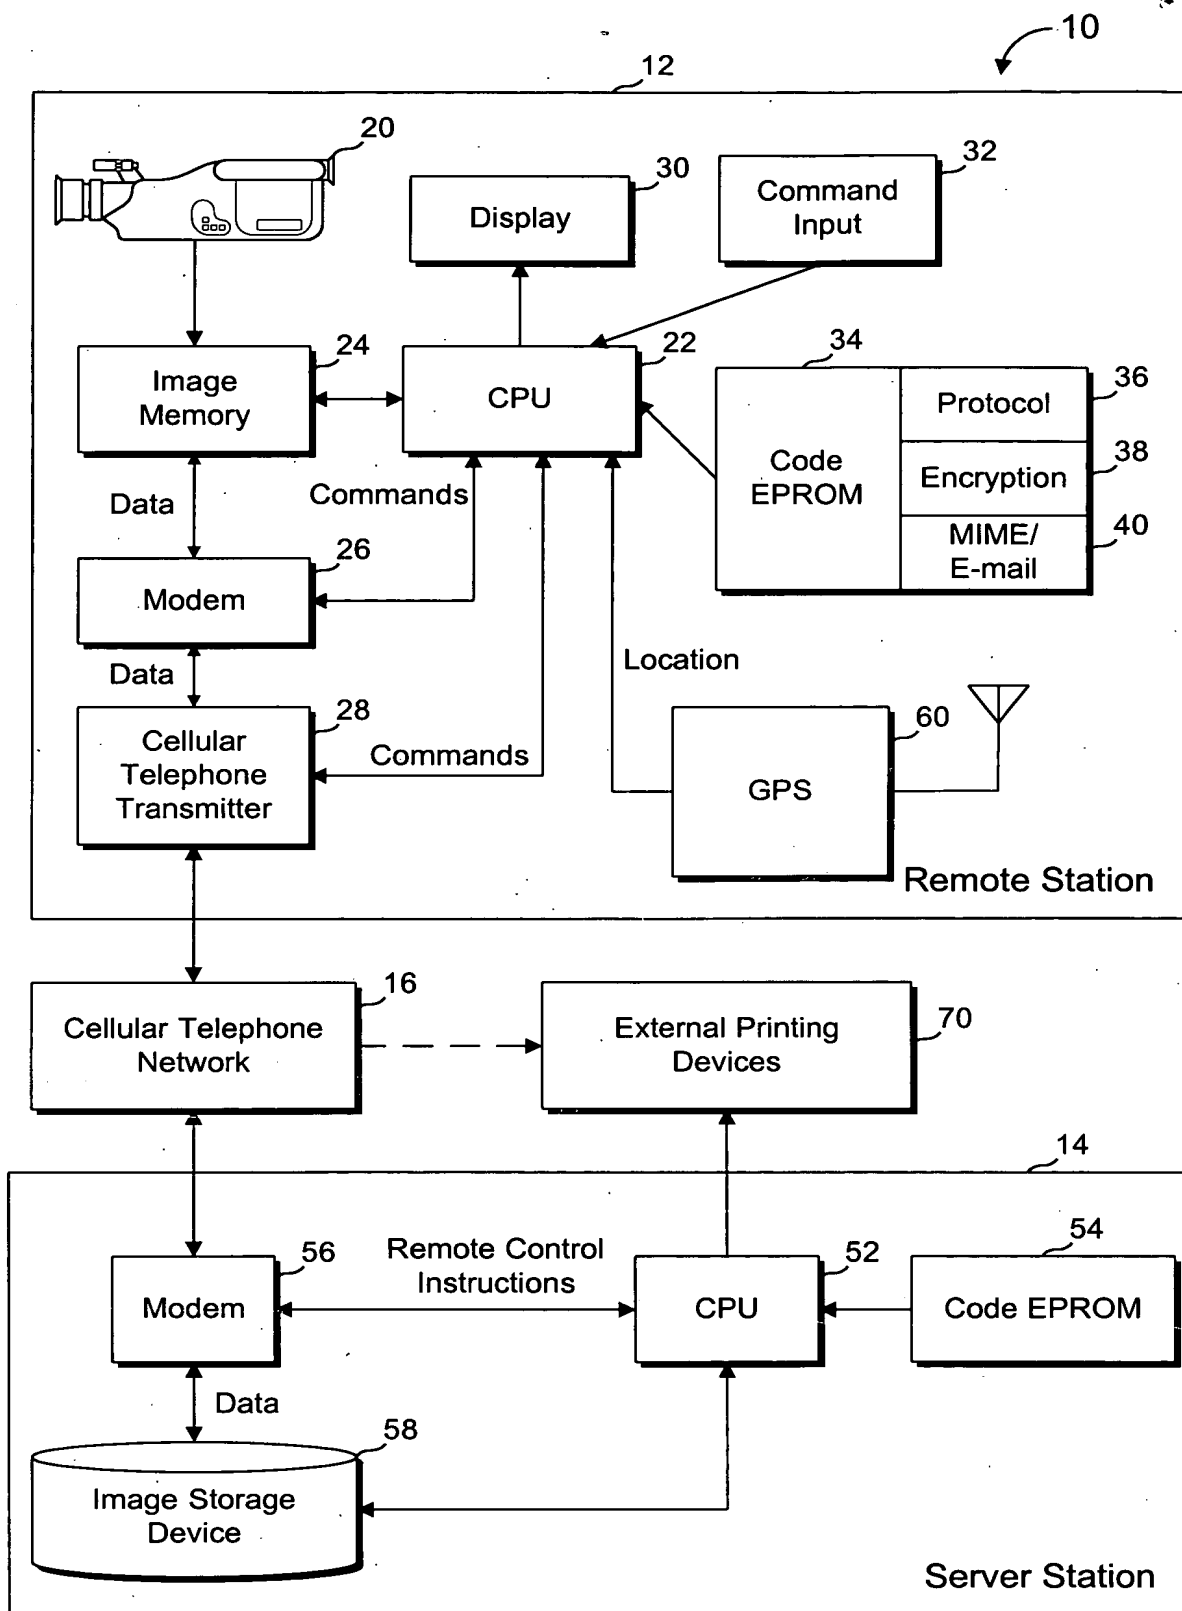 10
12
20
30
Display
32
Command
Input
24
Image
Memory
22
CPU
34
Code
EPROM
36
Protocol
38
Encryption
40
MIME/
E-mail
Data
Commands
26
Modem
Data
Location
28
Cellular
Telephone
Transmitter
Commands
60
GPS
Remote Station
16
Cellular Telephone
Network
70
External Printing
Devices
14
56
Modem
Remote Control
Instructions
52
CPU
54
Code EPROM
Data
58
Image Storage
Device
Server Station